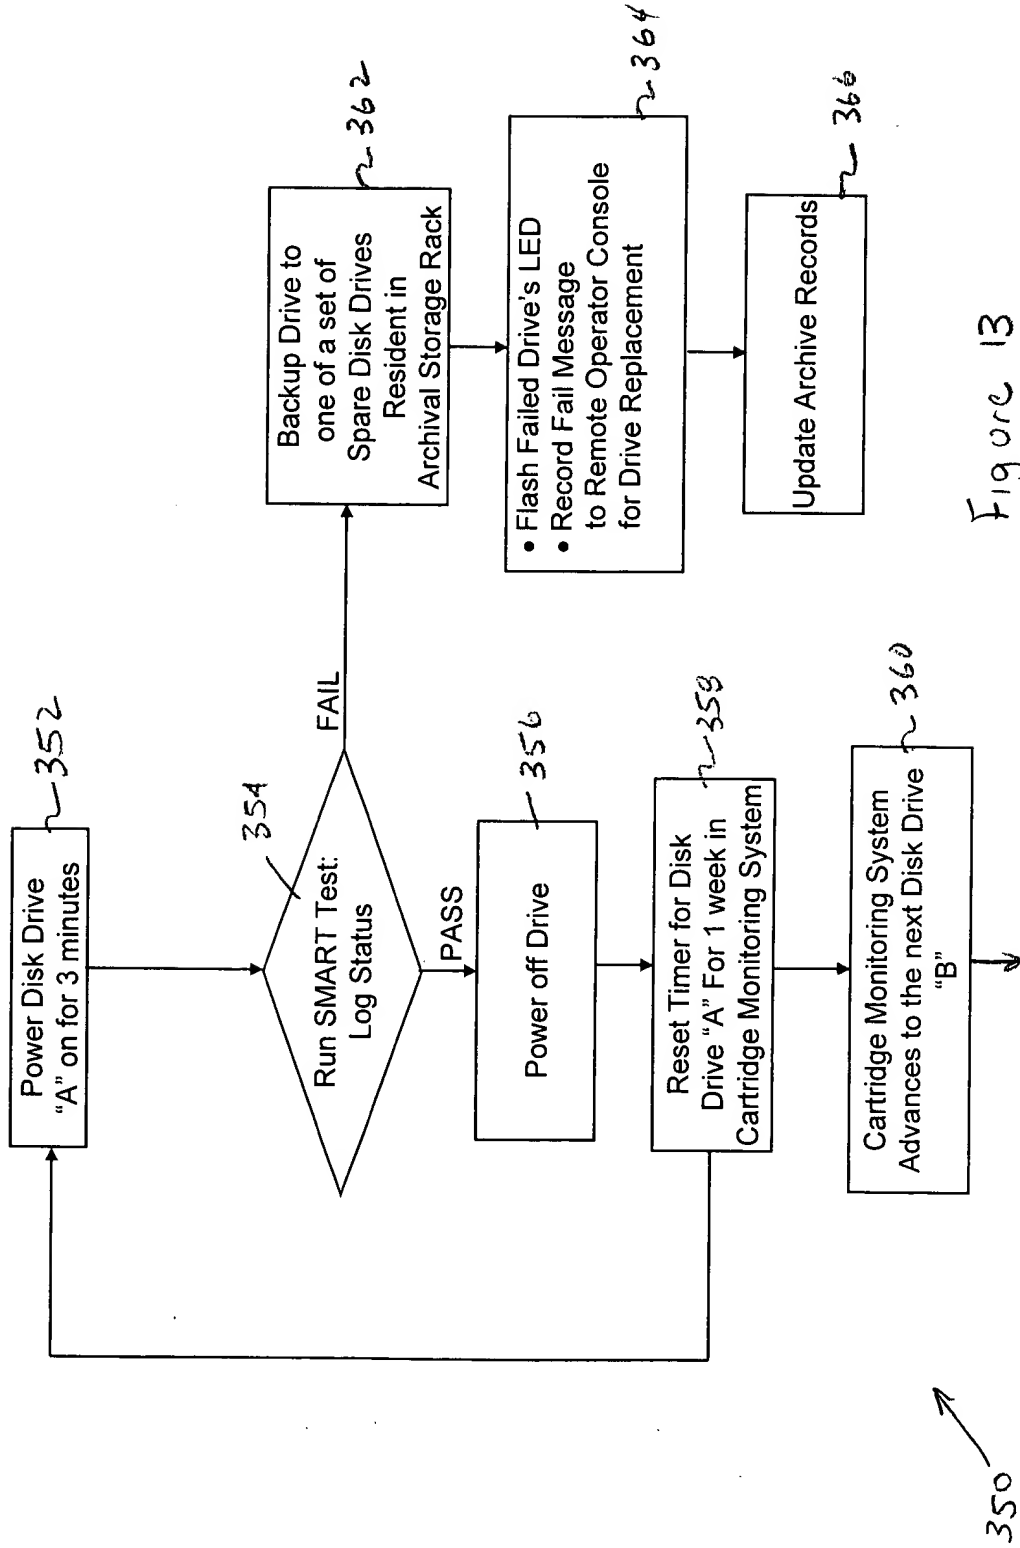 Power Disk Drive
“A” on for 3 minutes
352
354
Run SMART Test:
Log Status
FAIL
PASS
Backup Drive to
one of a set of
Spare Disk Drives
Resident in
Archival Storage Rack
362
• Flash Failed Drive's LED
• Record Fail Message
to Remote Operator Console
for Drive Replacement
364
Update Archive Records
366
Power off Drive
356
Reset Timer for Disk
Drive “A” For 1 week in
Cartridge Monitoring System
358
Cartridge Monitoring System
Advances to the next Disk Drive
“B”
360
350
Figure 13